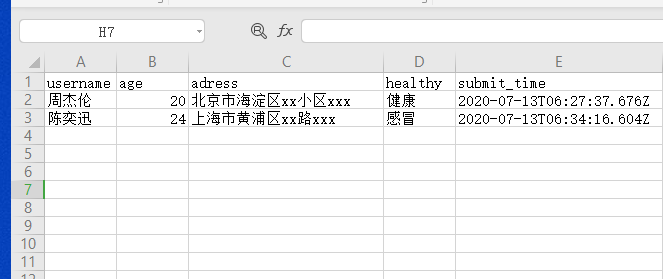 H7
fx
A B C D E
1 username age adress healthy submit_time
2 周杰伦 20 北京市海淀区xx小区xxx 健康 2020-07-13T06:27:37.676Z
3 陈奕迅 24 上海市黄浦区xx路xxx 感冒 2020-07-13T06:34:16.604Z
4
5
6
7
8
9
10
11
12